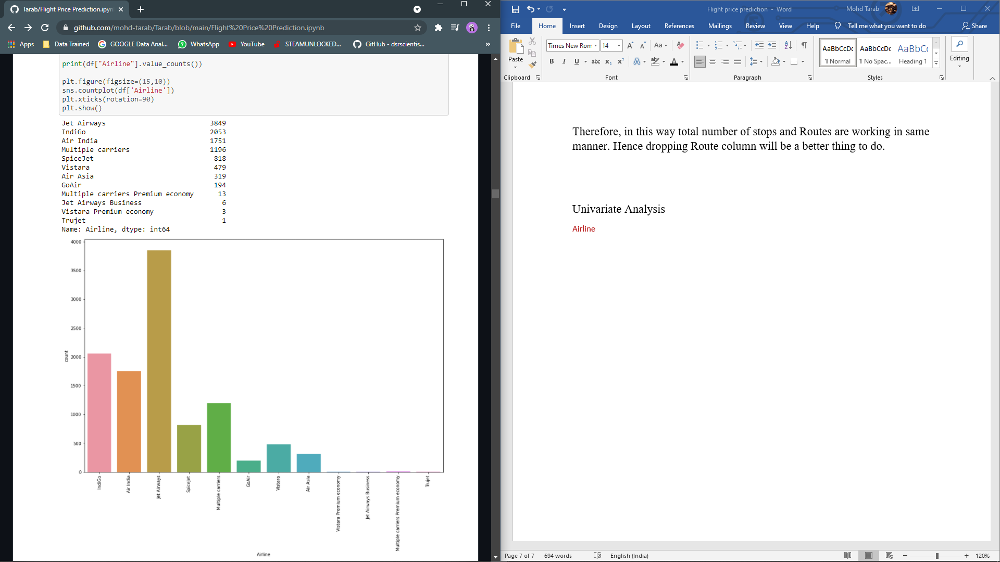 Tarab/Flight Price Prediction.ipyn
github.com/mohd-tarab/Tarab/blob/main/Flight%20Price%20Prediction.ipynb
Apps
Data Trained
GOOGLE Data Anal...
WhatsApp
YouTube
STEAMUNLOCKED...
GitHub - dsrscientis...
»
print(df["Airline"].value_counts())
plt.figure(figsize=(15,10))
sns.countplot(df['Airline'])
plt.xticks(rotation=90)
plt.show()
Jet Airways 3849
IndiGo 2053
Air India 1751
Multiple carriers 1196
SpiceJet 818
Vistara 479
Air Asia 319
GoAir 194
Multiple carriers Premium economy 13
Jet Airways Business 6
Vistara Premium economy 3
Trujet 1
Name: Airline, dtype: int64
4000
3500
3000
2500
2000
1500
1000
500
0
count
IndiGo
Air India
Jet Airways
SpiceJet
Multiple carriers
GoAir
Vistara
Air Asia
Vistara Premium economy
Jet Airways Business
Multiple carriers Premium economy
Trujet
Airline
Flight price prediction - Word
Mohd Tarab
File Home Insert Design Layout References Mailings Review View Help Tell me what you want to do Share
Paste
Clipboard
Times New Ron 14
Aa
B I U abc x₂ x²
Font
Paragraph
AaBbCcDc AaBbCcDc AaBbCc
¶ Normal ¶ No Spac... Heading 1
Styles
Editing
Therefore, in this way total number of stops and Routes are working in same
manner. Hence dropping Route column will be a better thing to do.
Univariate Analysis
Airline
Page 7 of 7 694 words English (India) 120%